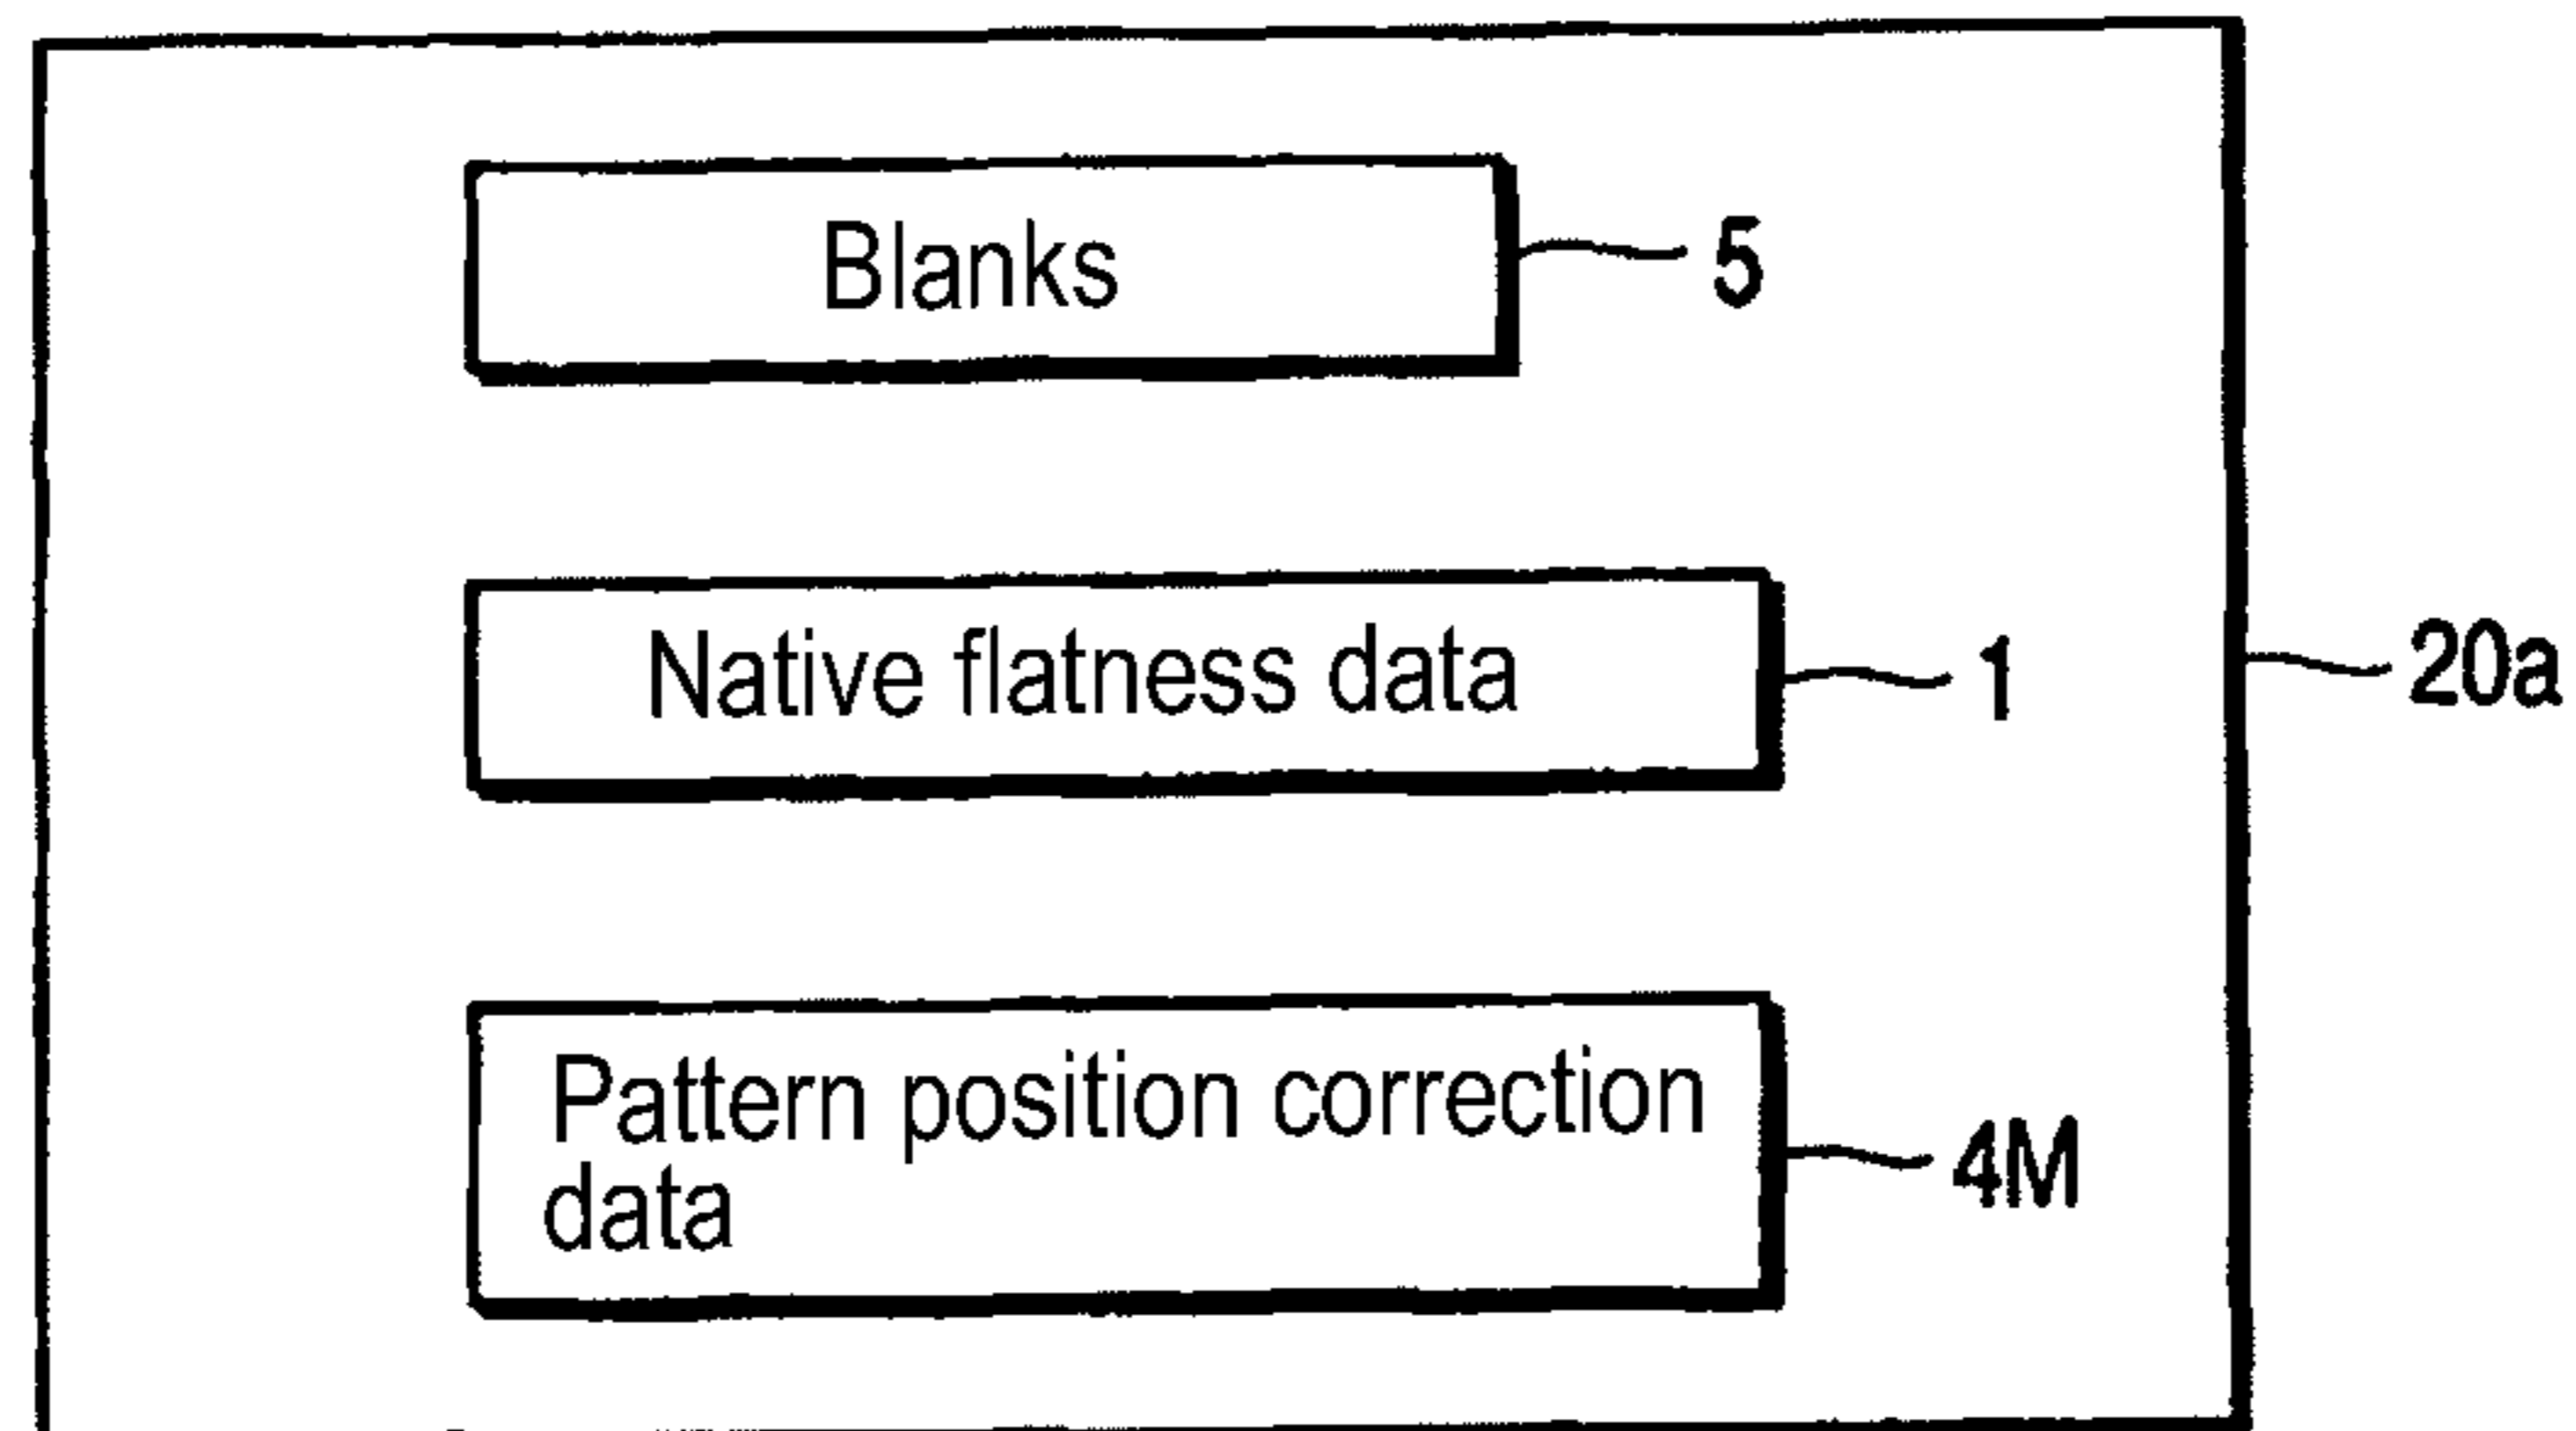 Blanks
5
Native flatness data
1
20a
Pattern position correction
data
4M